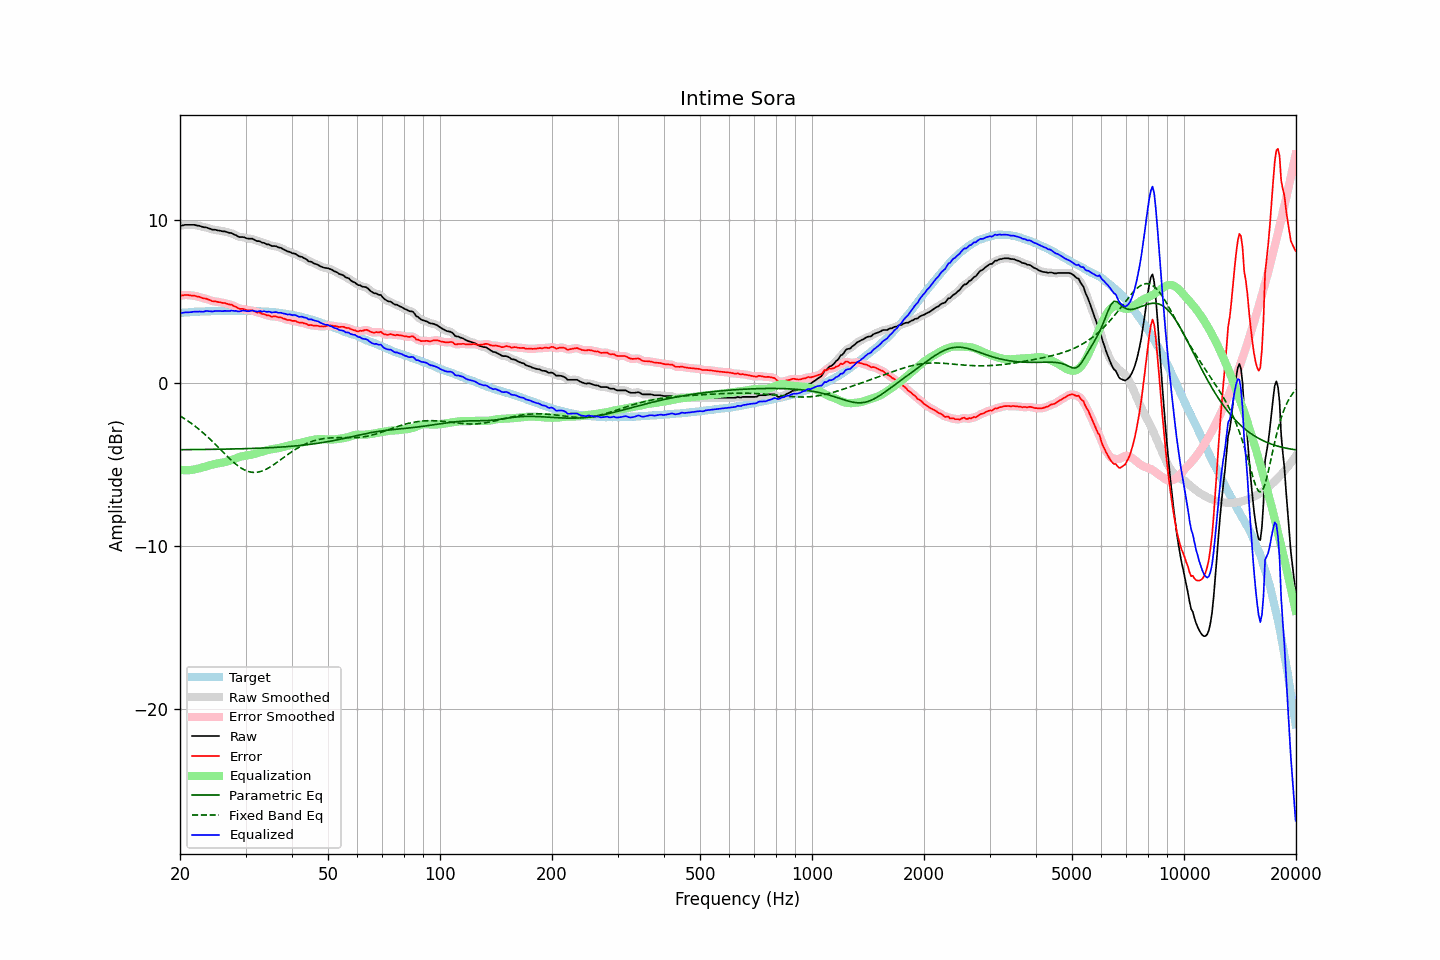 Intime Sora
Amplitude (dBr)
10
0
−10
−20
Target
Raw Smoothed
Error Smoothed
Raw
Error
Equalization
Parametric Eq
Fixed Band Eq
Equalized
20 50 100 200 500 1000 2000 5000 10000 20000
Frequency (Hz)